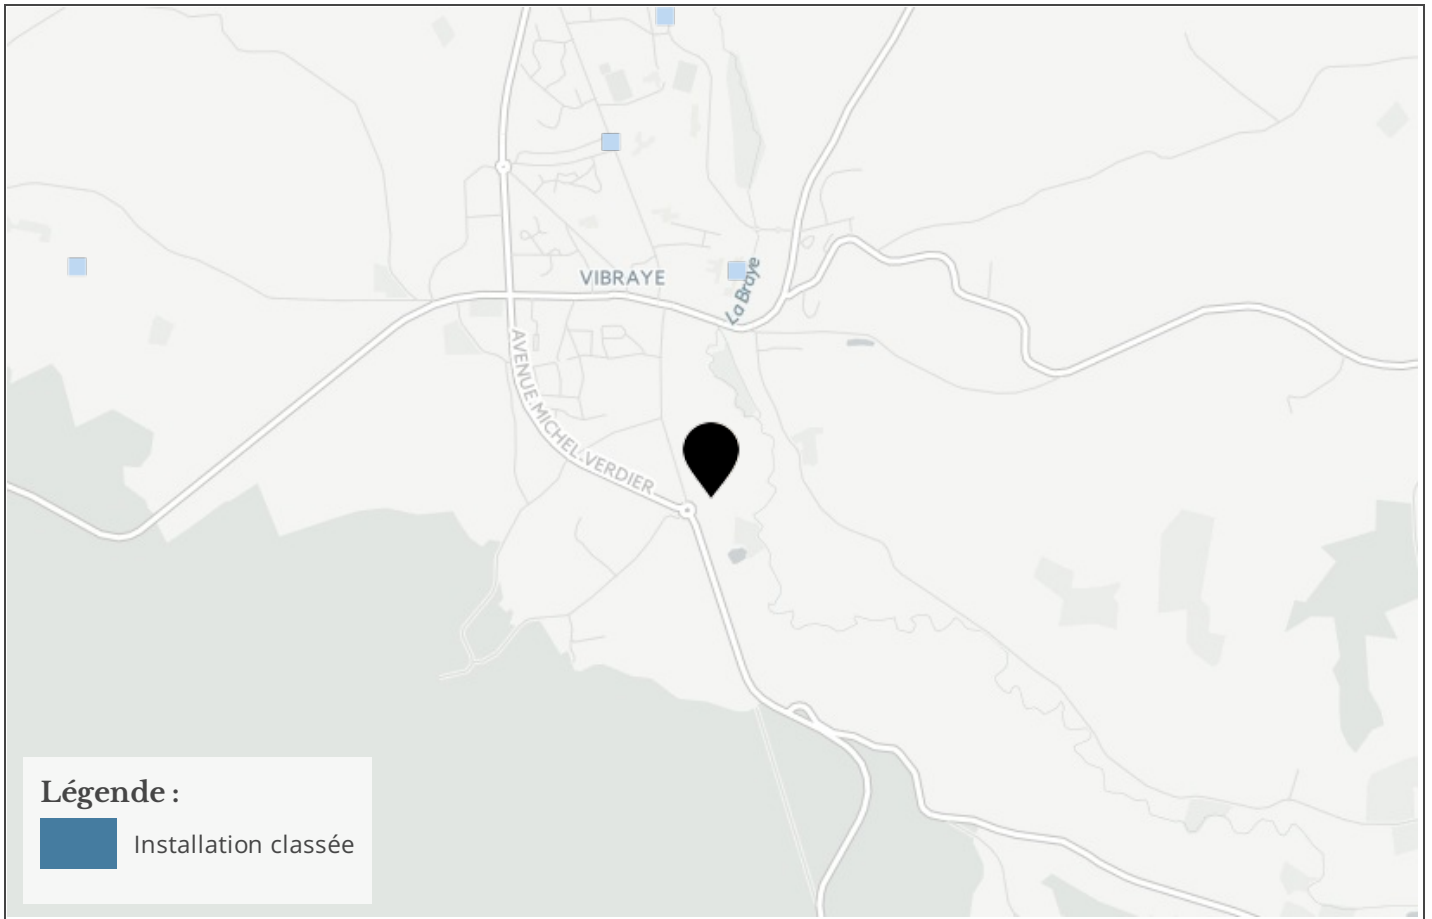 VIBRAYE
La Braye
AVENUE MICHEL VERDIER
Légende :
Installation classée